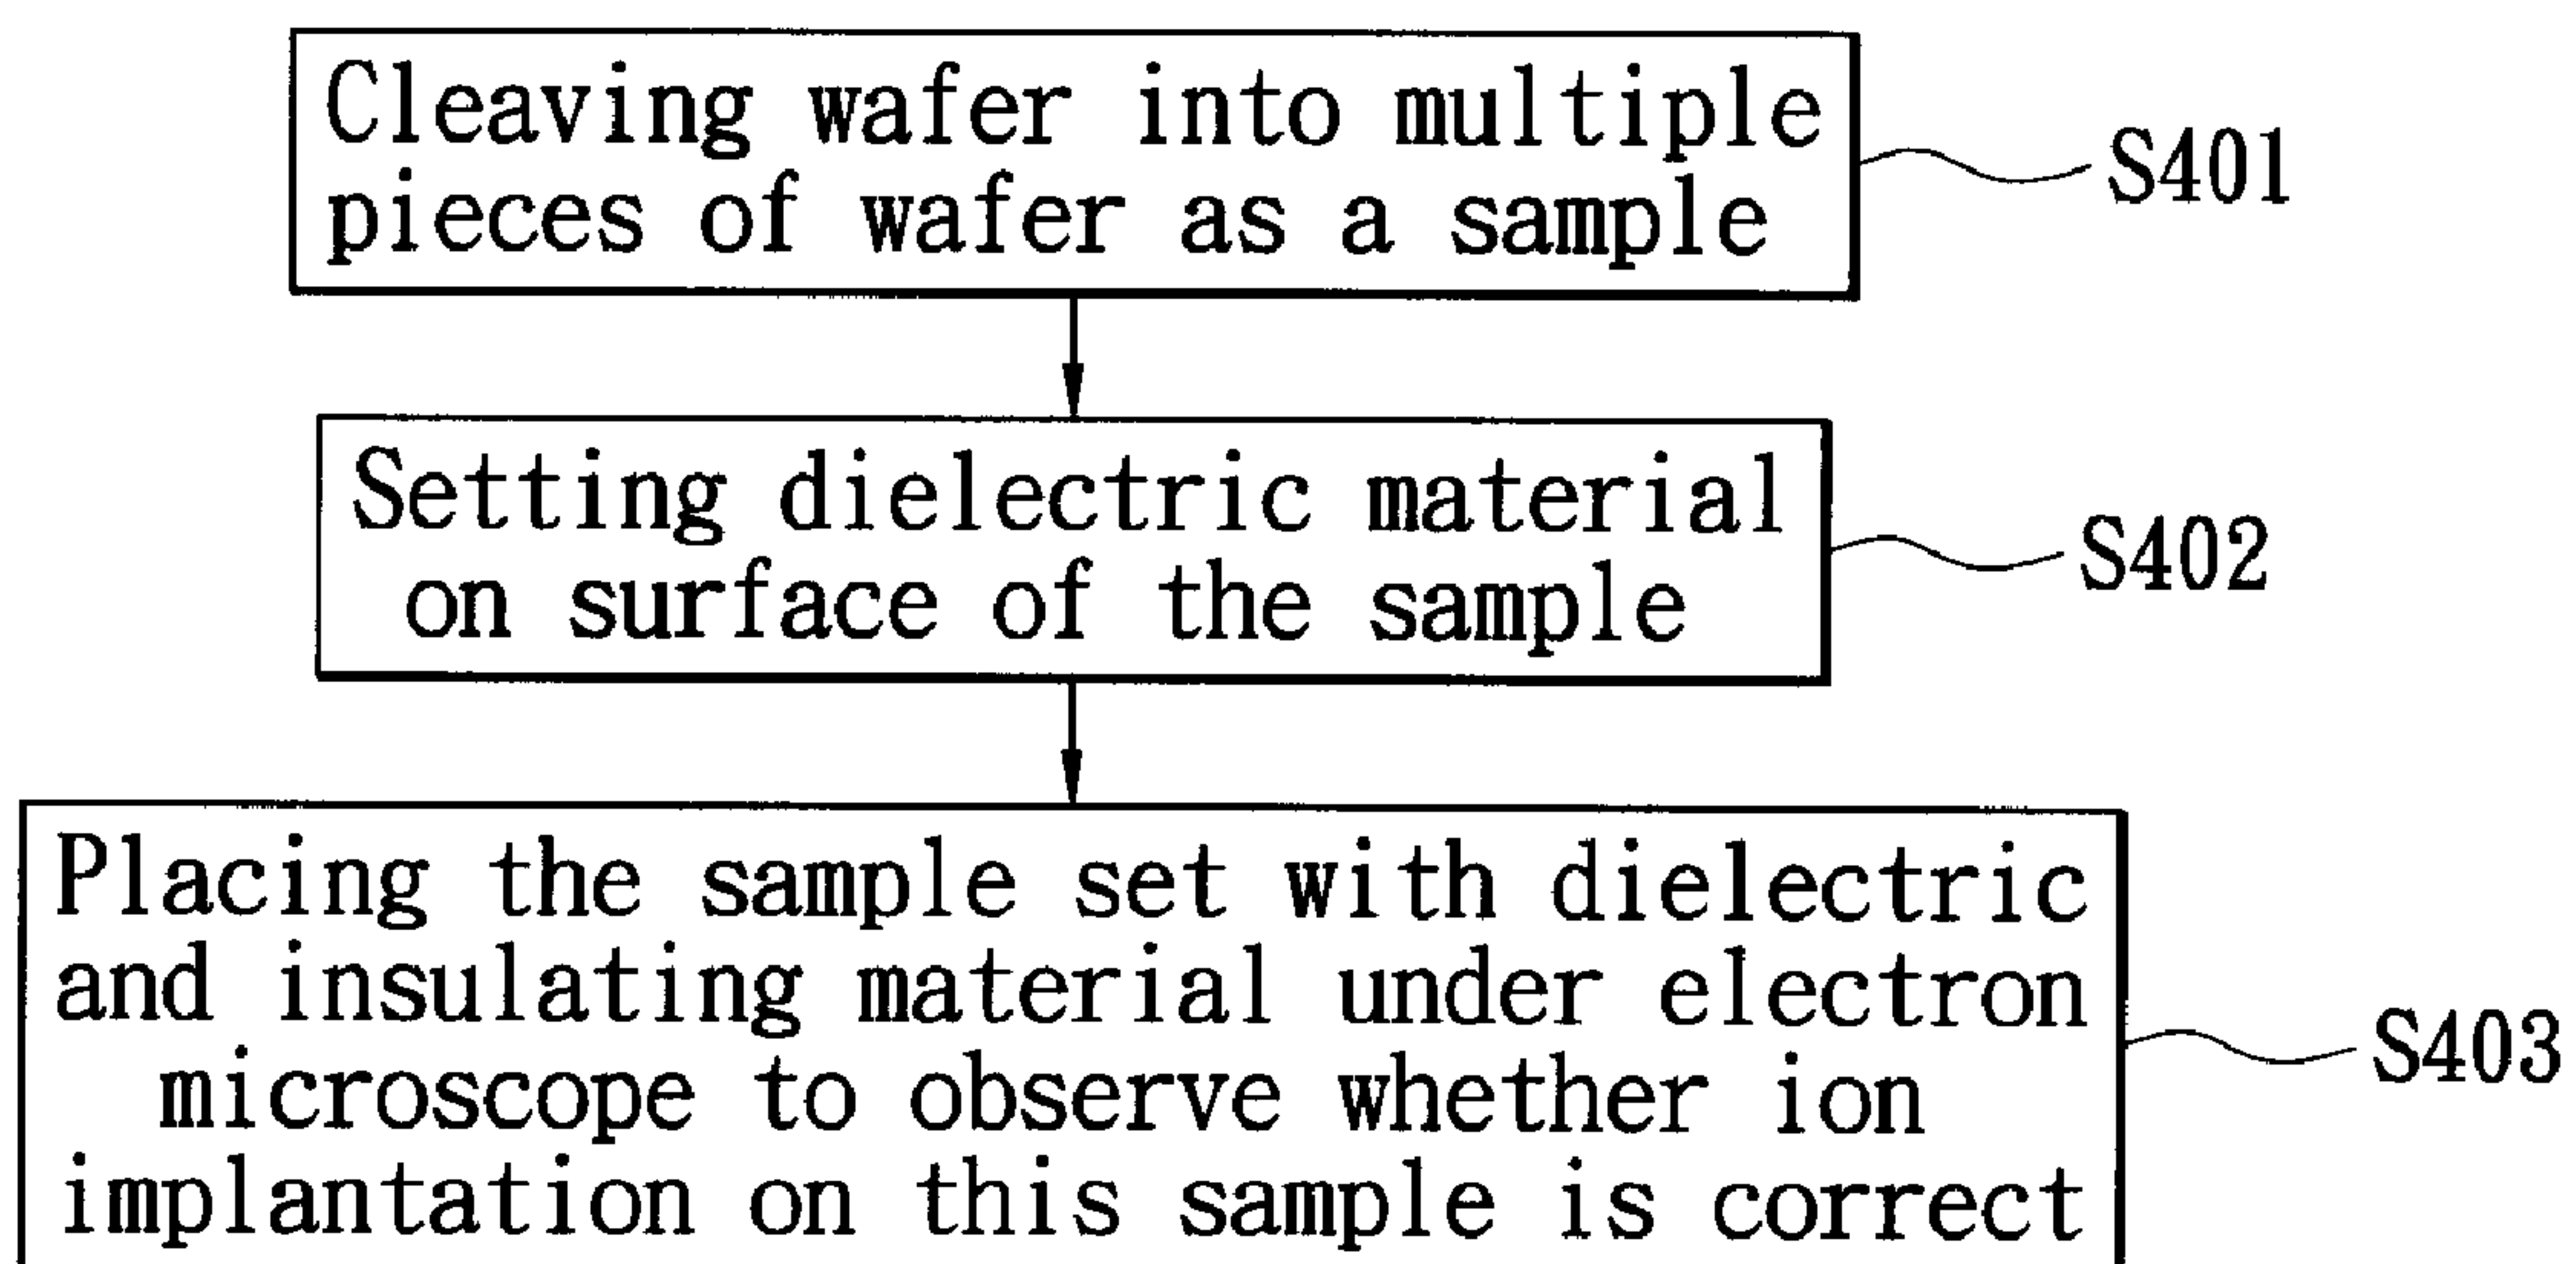 Cleaving wafer into multiple
pieces of wafer as a sample
S401
Setting dielectric material
on surface of the sample
S402
Placing the sample set with dielectric
and insulating material under electron
microscope to observe whether ion
implantation on this sample is correct
S403